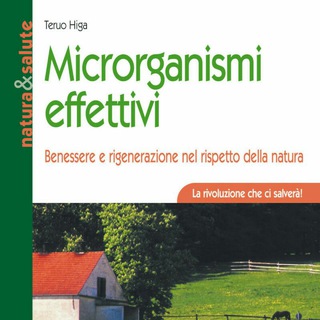 Teruo Higa
natura&salute
Microrganismi
effettivi
Benessere e rigenerazione nel rispetto della natura
La rivoluzione che ci salverà!